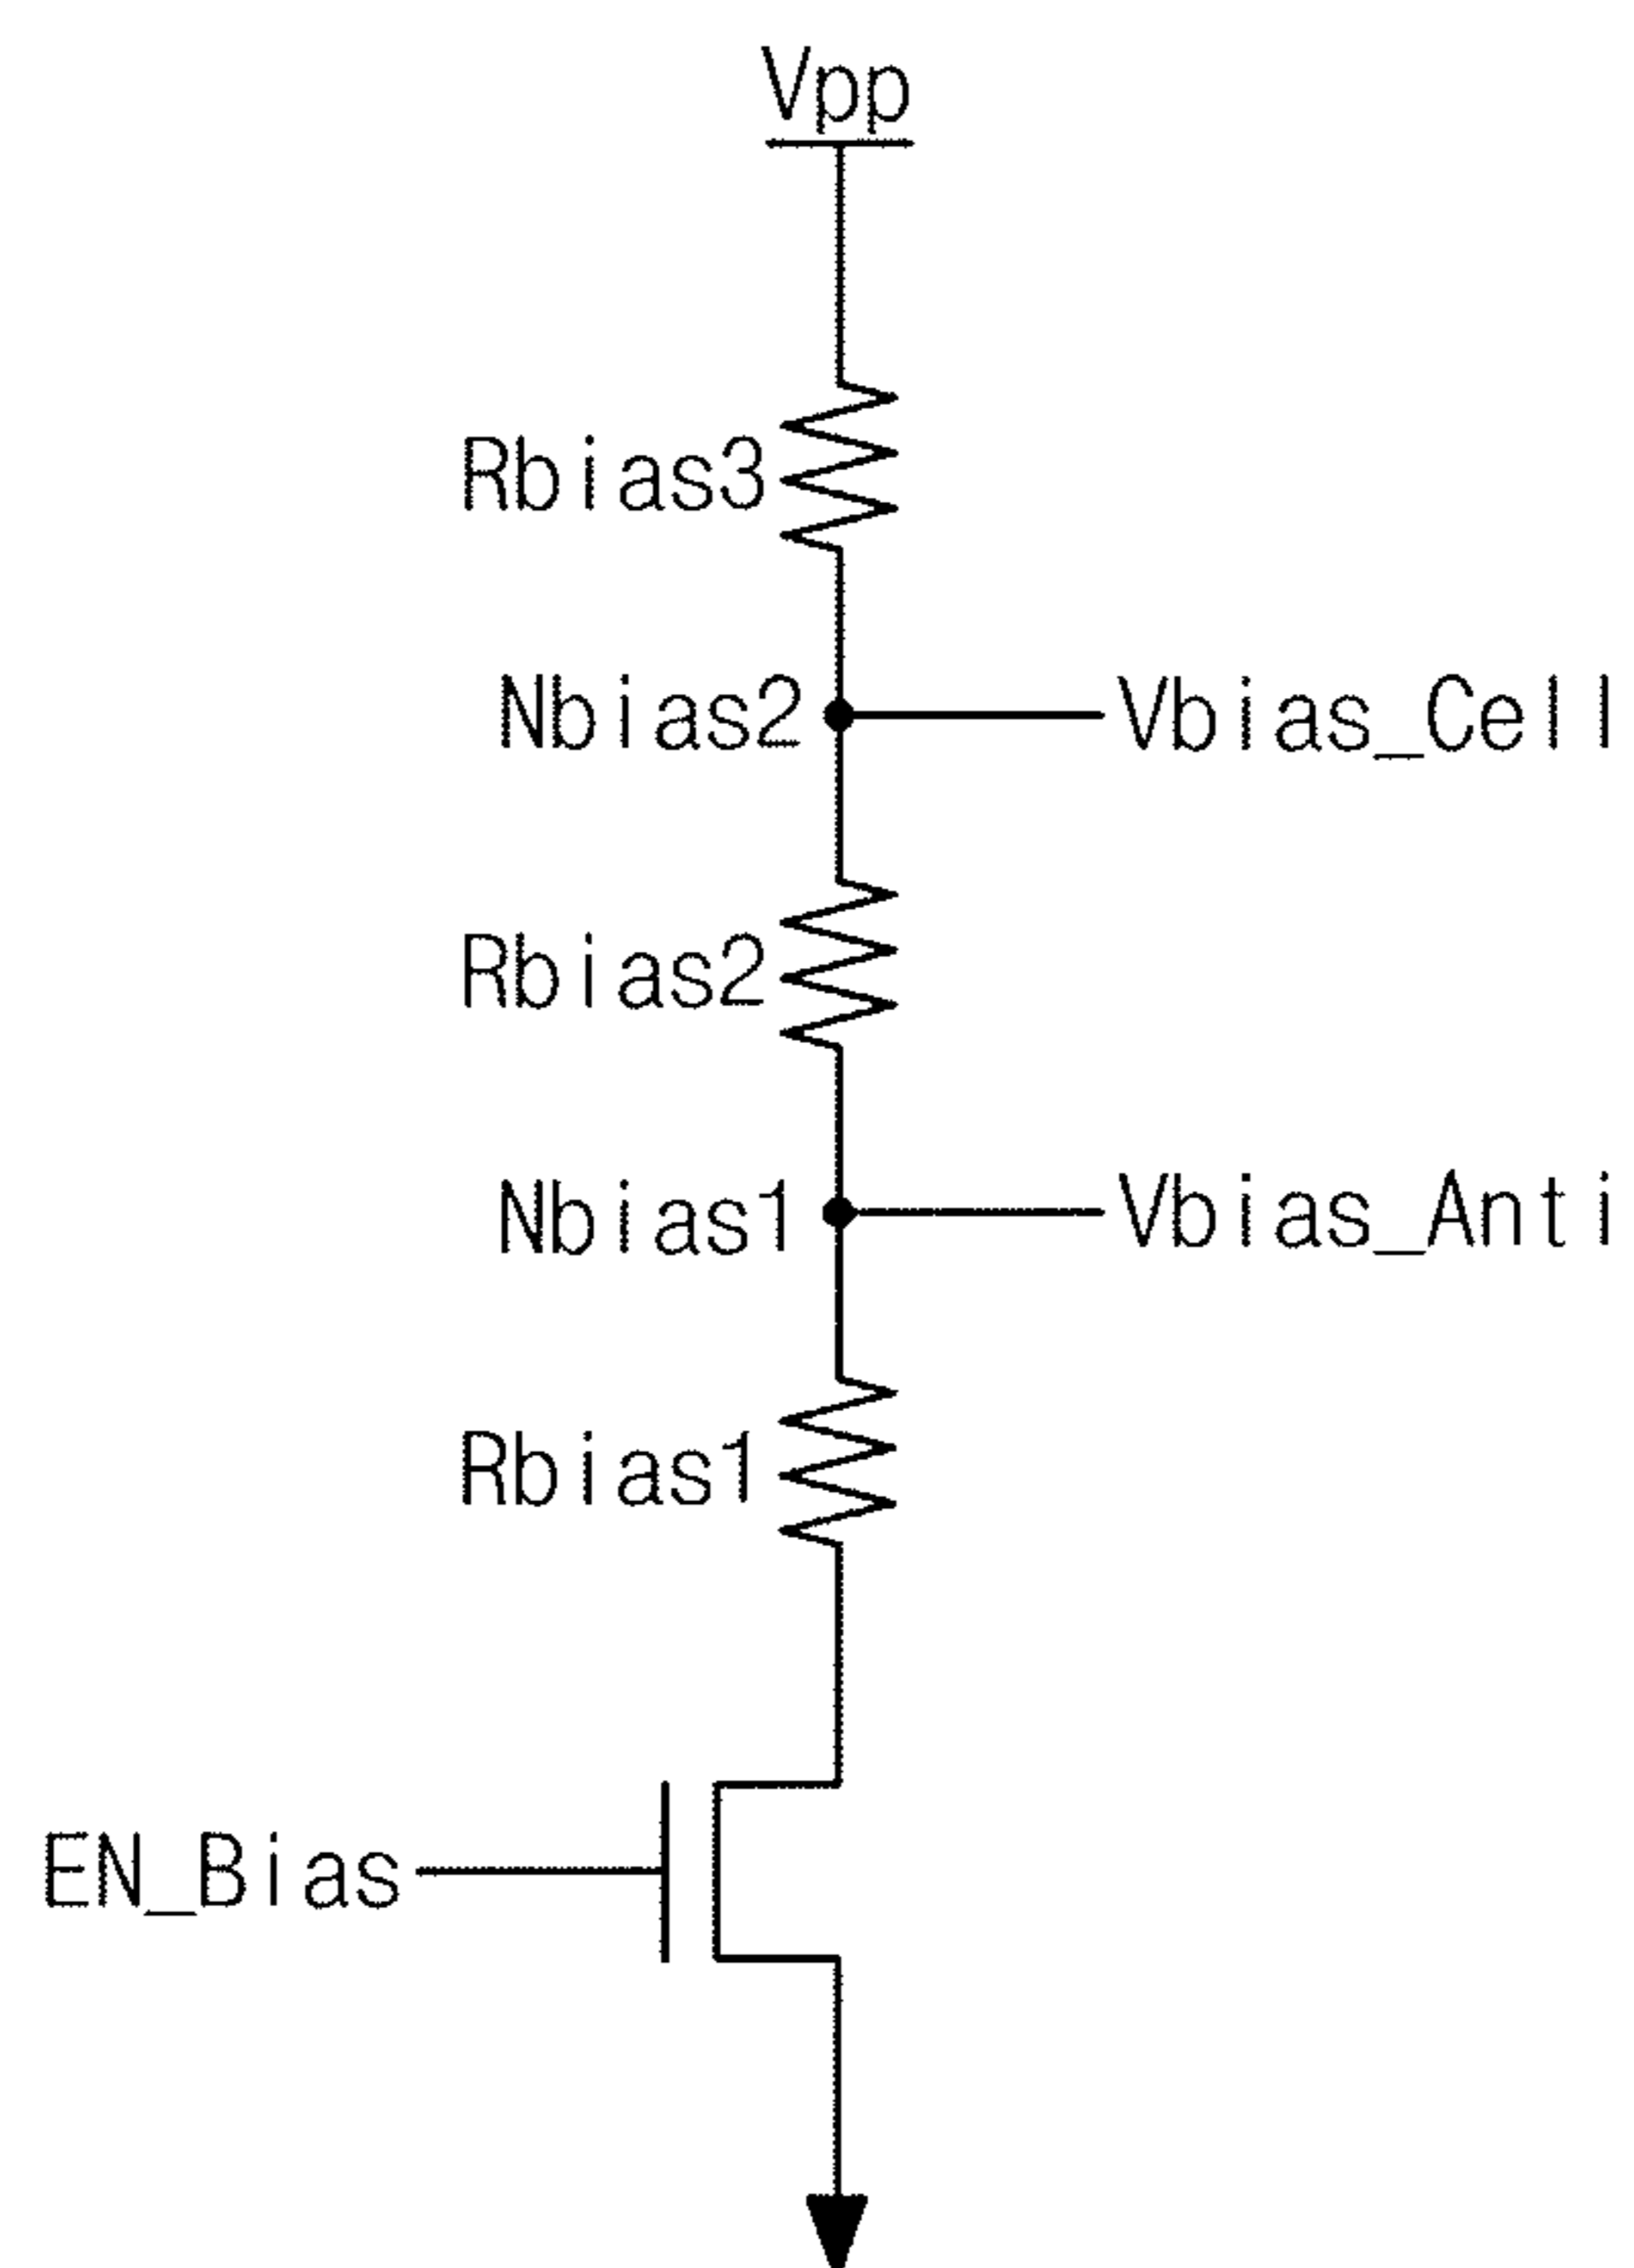 Vpp
Rbias3
Nbias2
Vbias_Cell
Rbias2
Nbias1
Vbias_Anti
Rbias1
EN_Bias